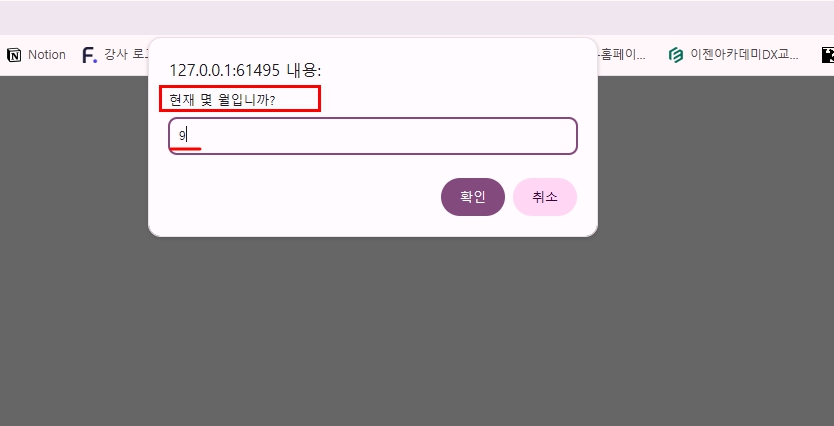 Notion
강사 로그
홈페이...
이젠아카데미DX교...
127.0.0.1:61495 내용:
현재 몇 월입니까?
9
확인
취소